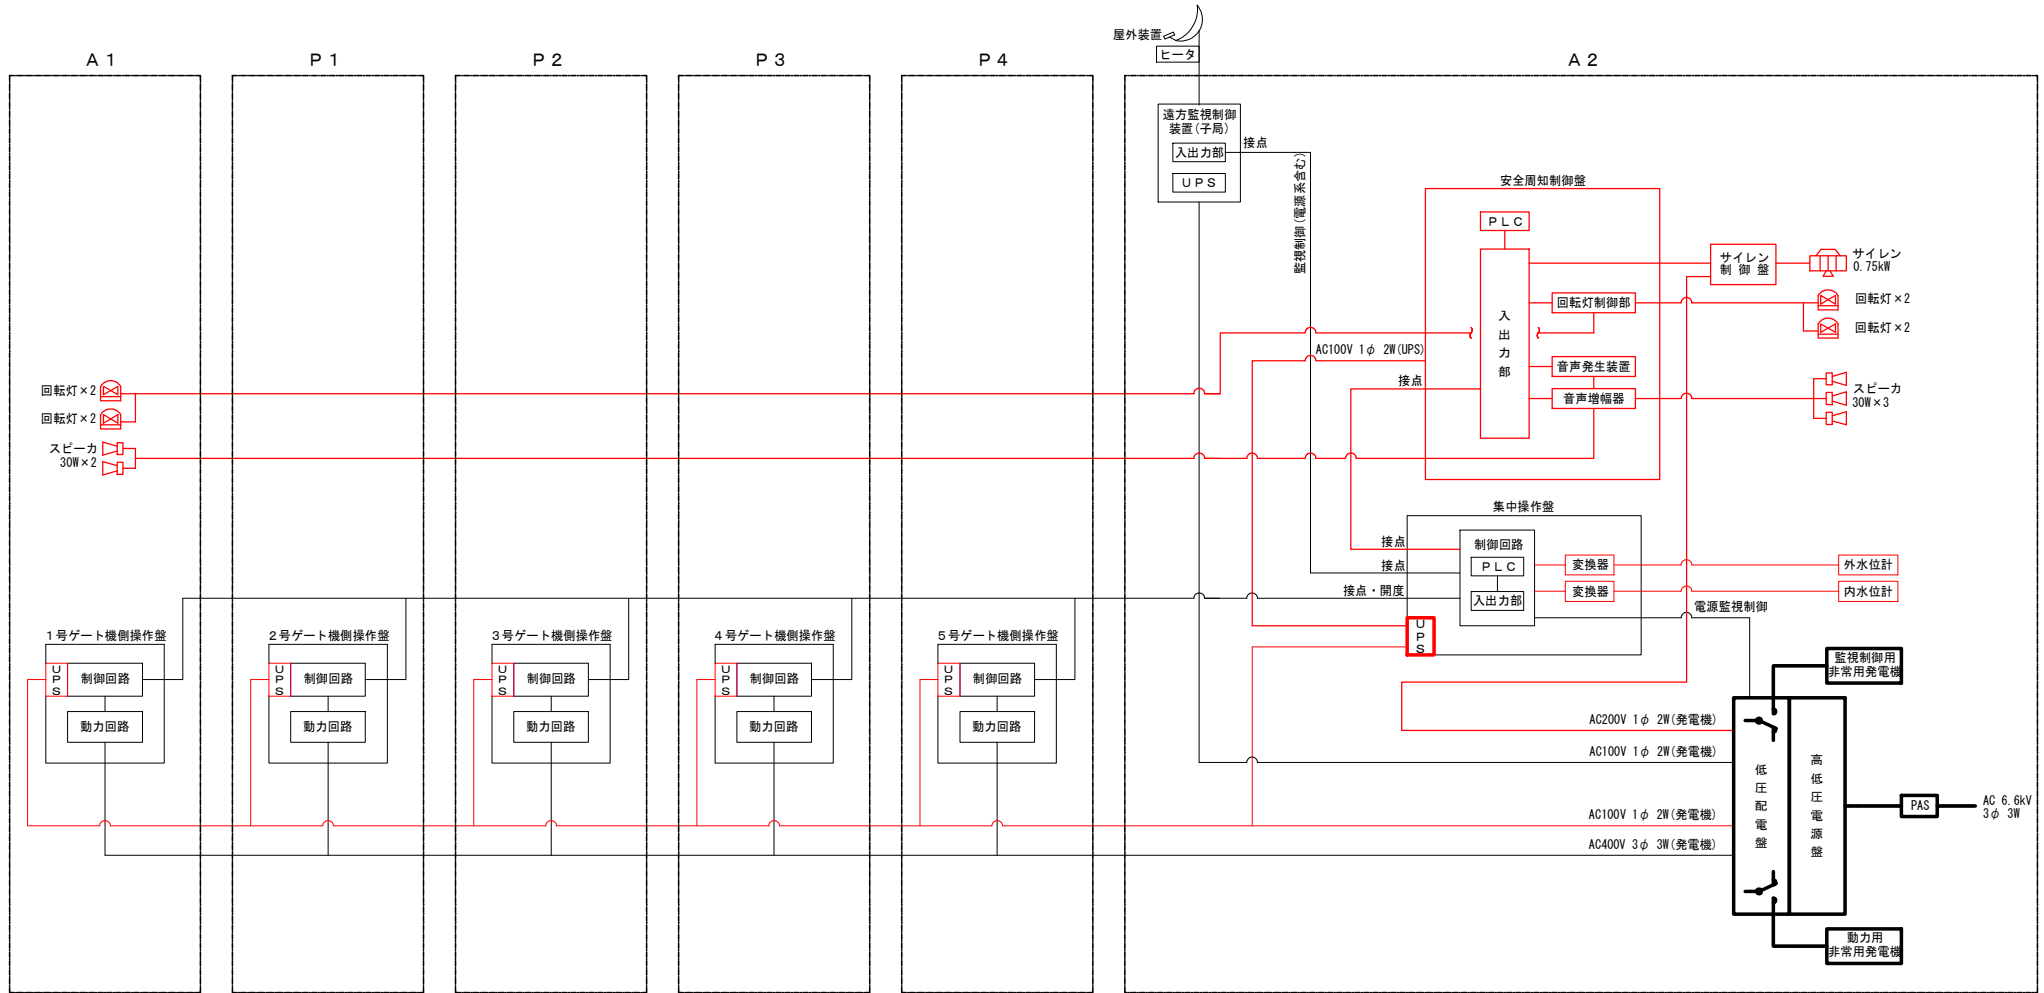 屋外装置
ヒータ
A1
P1
P2
P3
P4
A2
遠方監視制御
装置(子局)
入出力部
UPS
接点
監視制御(電源系含む)
安全周知制御盤
PLC
入出力部
サイレン
制御盤
サイレン
0.75kW
回転灯制御部
回転灯×2
回転灯×2
AC100V 1φ 2W(UPS)
接点
音声発生装置
音声増幅器
スピーカ
30W×3
回転灯×2
回転灯×2
スピーカ
30W×2
集中操作盤
接点
接点
接点・開度
制御回路
PLC
入出力部
変換器
変換器
外水位計
内水位計
UPS
電源監視制御
1号ゲート機側操作盤
UPS
制御回路
動力回路
2号ゲート機側操作盤
UPS
制御回路
動力回路
3号ゲート機側操作盤
UPS
制御回路
動力回路
4号ゲート機側操作盤
UPS
制御回路
動力回路
5号ゲート機側操作盤
UPS
制御回路
動力回路
監視制御用
非常用発電機
AC200V 1φ 2W(発電機)
AC100V 1φ 2W(発電機)
AC100V 1φ 2W(発電機)
AC400V 3φ 3W(発電機)
低圧配電盤
高低圧電源盤
PAS
AC 6.6kV
3φ 3W
動力用
非常用発電機